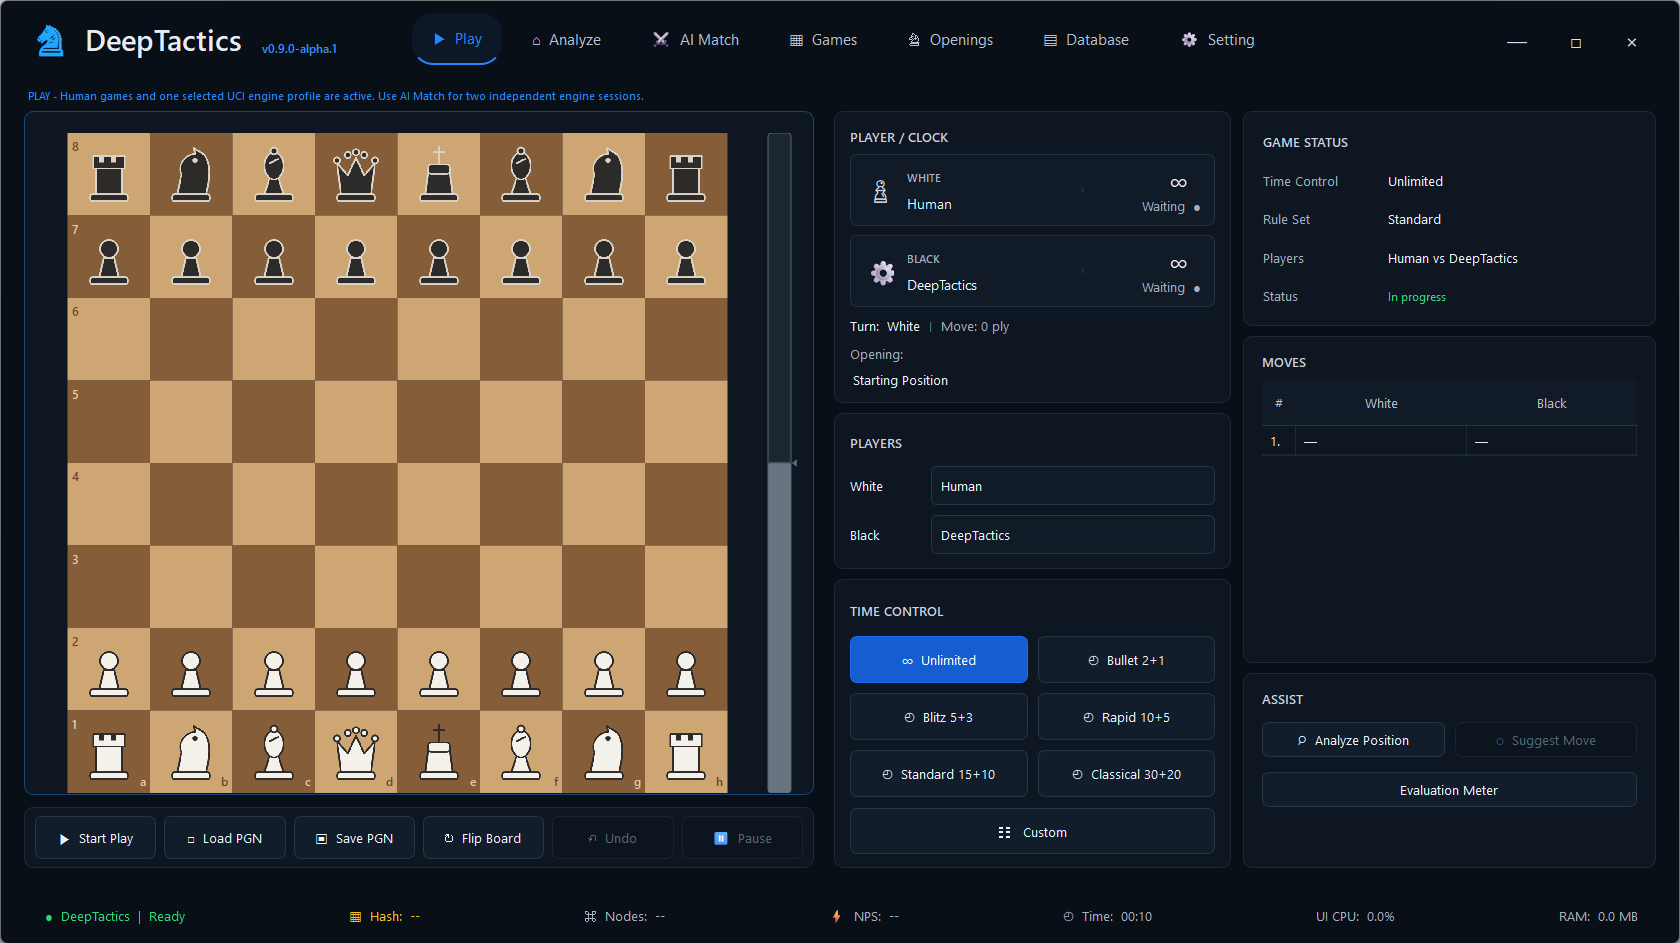 DeepTactics v0.9.0-alpha.1
Play
Analyze
AI Match
Games
Openings
Database
Setting
PLAY - Human games and one selected UCI engine profile are active. Use AI Match for two independent engine sessions.
8
7
6
5
4
3
2
1
a b c d e f g h
Start Play
Load PGN
Save PGN
Flip Board
Undo
Pause
PLAYER / CLOCK
WHITE
Human
∞
Waiting
BLACK
DeepTactics
∞
Waiting
Turn: White | Move: 0 ply
Opening:
Starting Position
PLAYERS
White Human
Black DeepTactics
TIME CONTROL
∞ Unlimited
Bullet 2+1
Blitz 5+3
Rapid 10+5
Standard 15+10
Classical 30+20
Custom
GAME STATUS
Time Control Unlimited
Rule Set Standard
Players Human vs DeepTactics
Status In progress
MOVES
# White Black
1. — —
ASSIST
Analyze Position
Suggest Move
Evaluation Meter
DeepTactics | Ready
Hash: --
Nodes: --
NPS: --
Time: 00:10
UI CPU: 0.0%
RAM: 0.0 MB